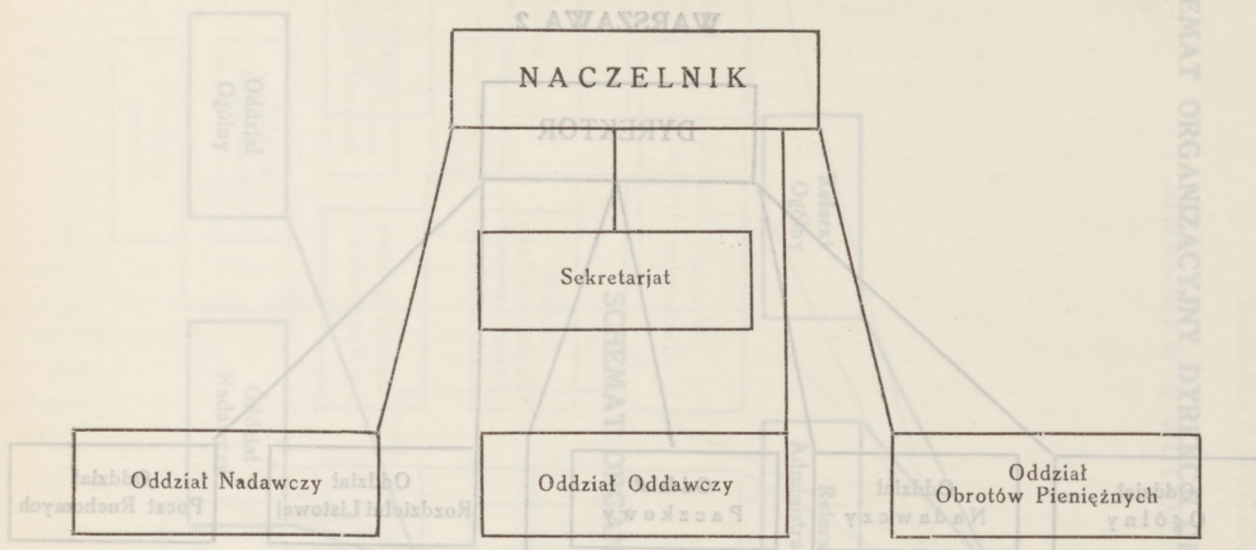 NACZELNIK
Sekretarjat
Oddział Nadawczy
Oddział Oddawczy
Oddział
Obrotów Pieniężnych